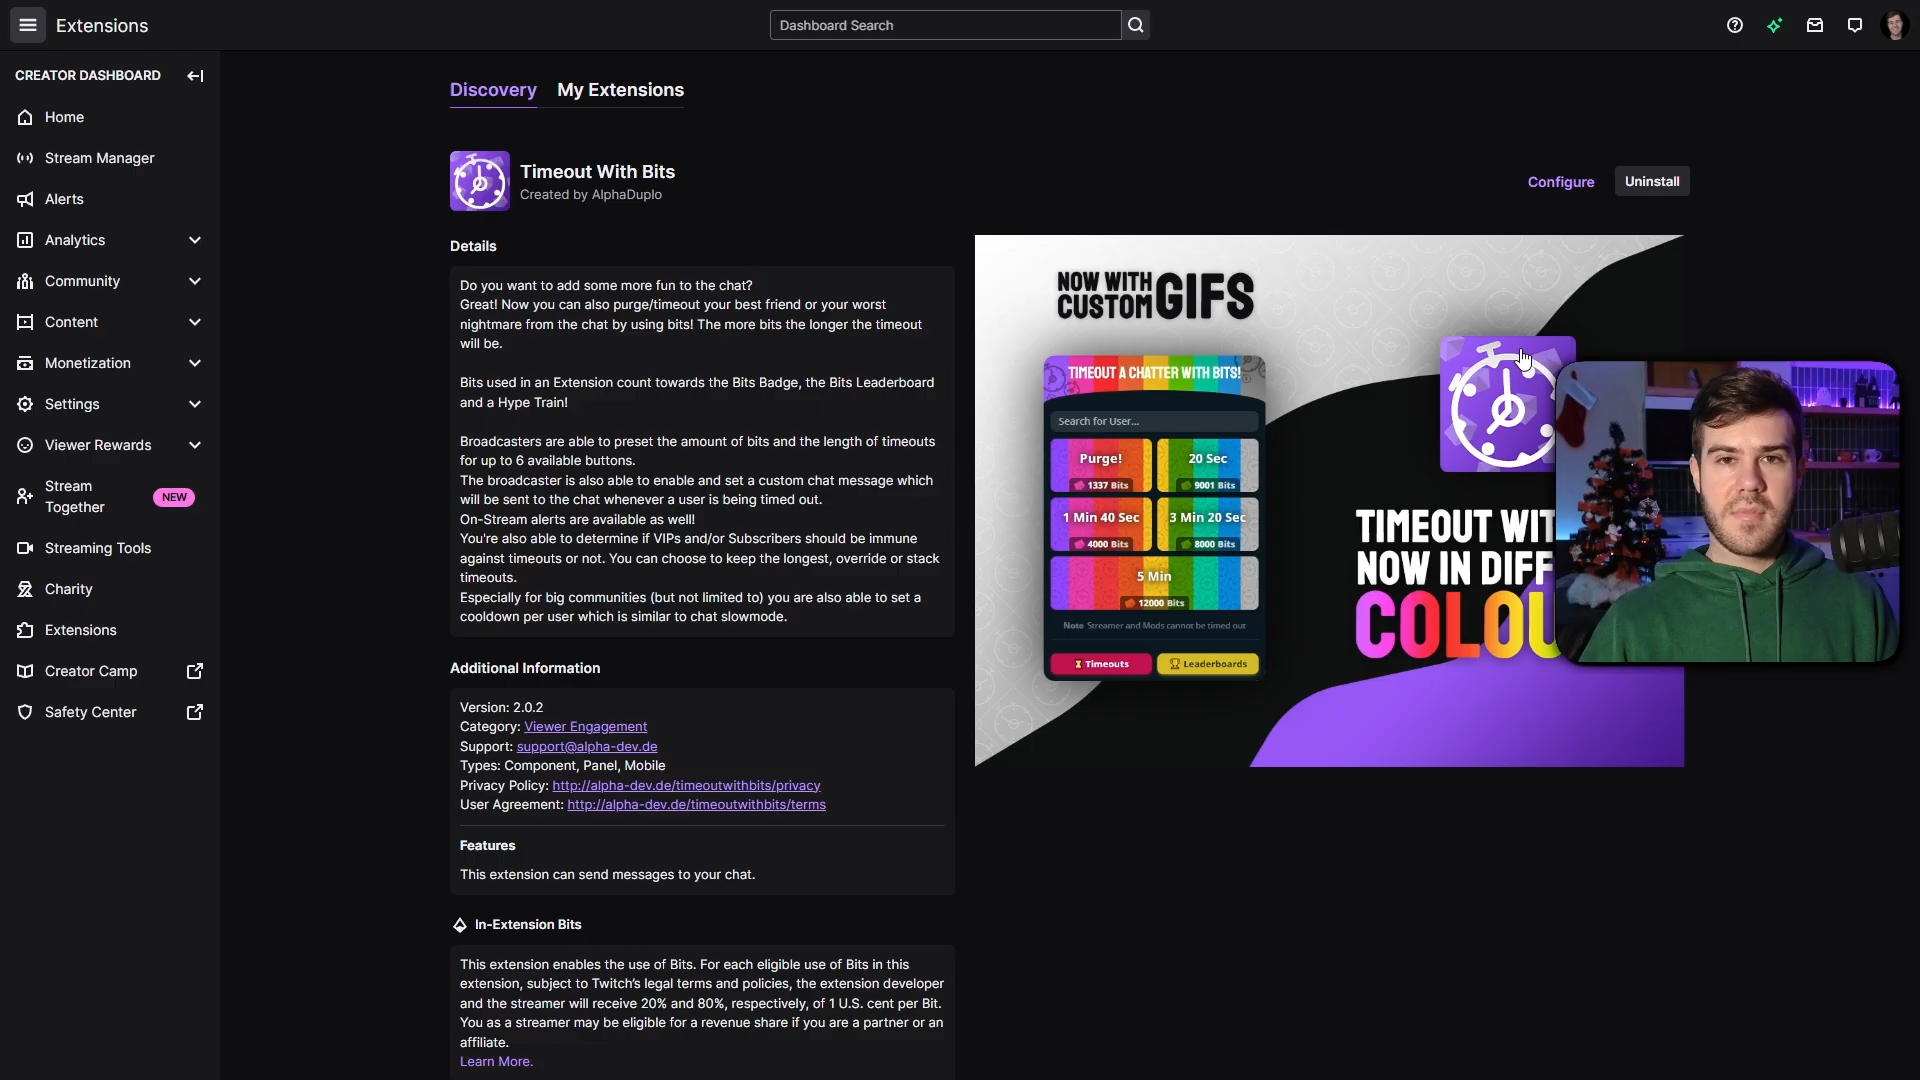 Extensions
Dashboard Search
CREATOR DASHBOARD
Home
Stream Manager
Alerts
Analytics
Community
Content
Monetization
Settings
Viewer Rewards
Stream
Together
NEW
Streaming Tools
Charity
Extensions
Creator Camp
Safety Center
Discovery
My Extensions
Timeout With Bits
Created by AlphaDuplo
Configure
Uninstall
Details
Do you want to add some more fun to the chat?
Great! Now you can also purge/timeout your best friend or your worst
nightmare from the chat by using bits! The more bits the longer the timeout
will be.
Bits used in an Extension count towards the Bits Badge, the Bits Leaderboard
and a Hype Train!
Broadcasters are able to preset the amount of bits and the length of timeouts
for up to 6 available buttons.
The broadcaster is also able to enable and set a custom chat message which
will be sent to the chat whenever a user is being timed out.
On-Stream alerts are available as well!
You're also able to determine if VIPs and/or Subscribers should be immune
against timeouts or not. You can choose to keep the longest, override or stack
timeouts.
Especially for big communities (but not limited to) you are also able to set a
cooldown per user which is similar to chat slowmode.
Additional Information
Version: 2.0.2
Category: Viewer Engagement
Support: support@alpha-dev.de
Types: Component, Panel, Mobile
Privacy Policy: http://alpha-dev.de/timeoutwithbits/privacy
User Agreement: http://alpha-dev.de/timeoutwithbits/terms
Features
This extension can send messages to your chat.
In-Extension Bits
This extension enables the use of Bits. For each eligible use of Bits in this
extension, subject to Twitch's legal terms and policies, the extension developer
and the streamer will receive 20% and 80%, respectively, of 1 U.S. cent per Bit.
You as a streamer may be eligible for a revenue share if you are a partner or an
affiliate.
Learn More.
NOW WITH
CUSTOM GIFS
TIMEOUT A CHATTER WITH BITS!
Search for User...
Purge!
1337 Bits
20 Sec
9001 Bits
1 Min 40 Sec
4000 Bits
3 Min 20 Sec
8000 Bits
5 Min
12000 Bits
Note Streamer and Mods cannot be timed out
Timeouts
Leaderboards
TIMEOUT WIT
NOW IN DIFF
COLOU